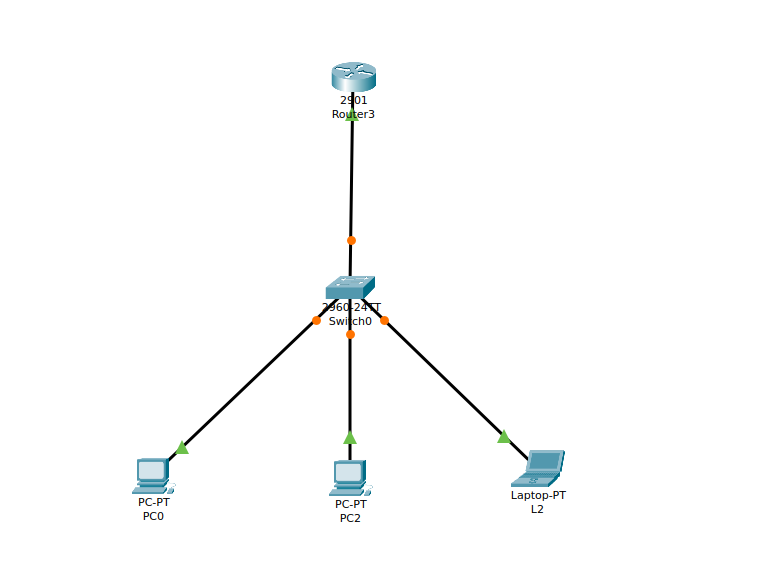 2901
Router3
2960-24TT
Switch0
PC-PT
PC0
PC-PT
PC2
Laptop-PT
L2